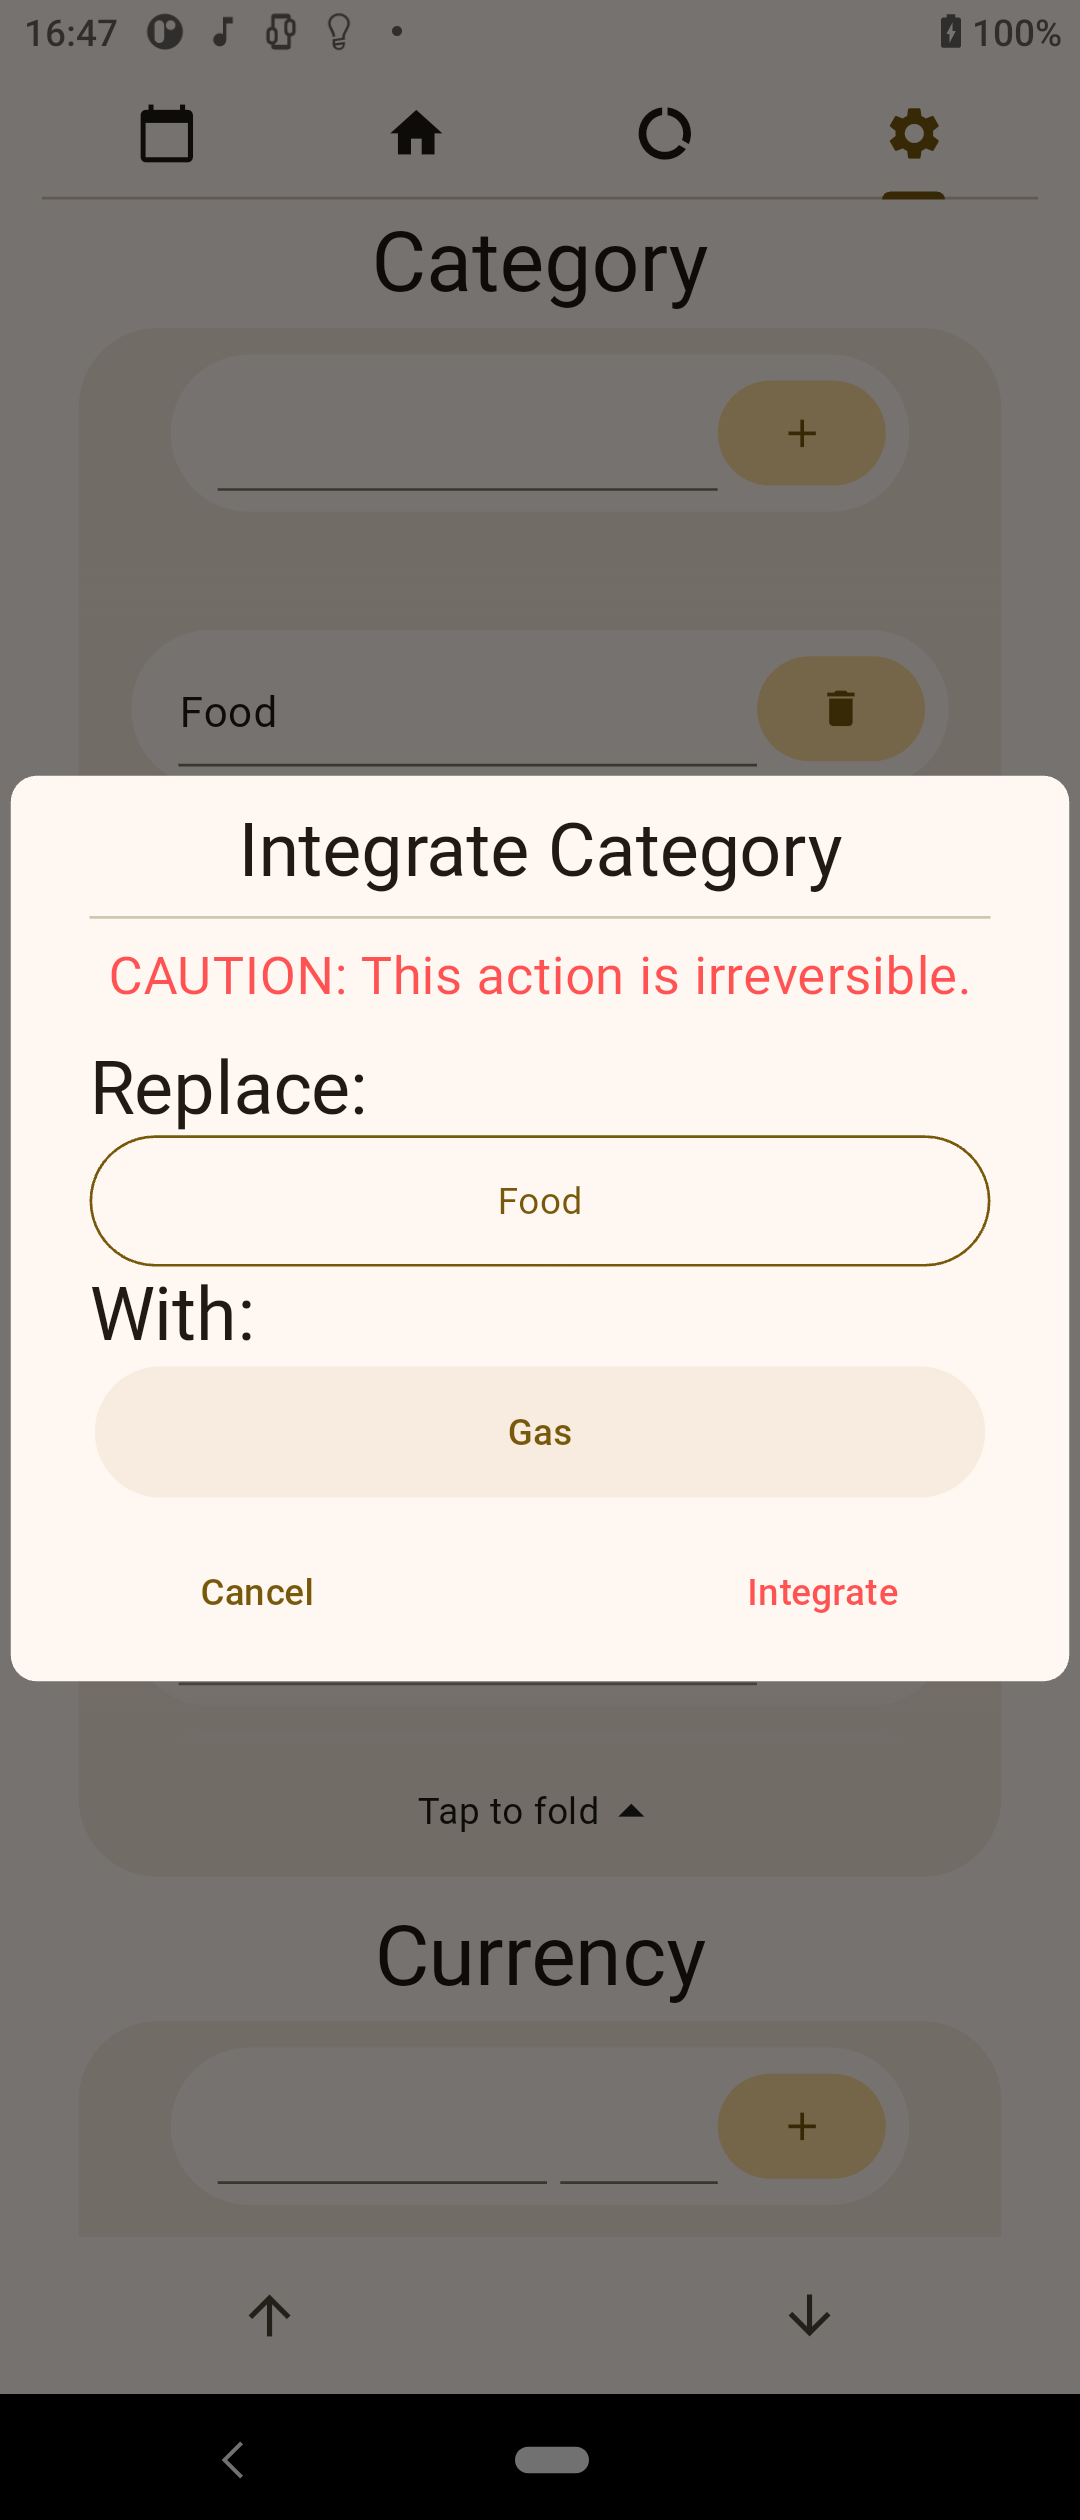 16:47
100%
Category
Food
Integrate Category
CAUTION: This action is irreversible.
Replace:
Food
With:
Gas
Cancel
Integrate
Tap to fold
Currency